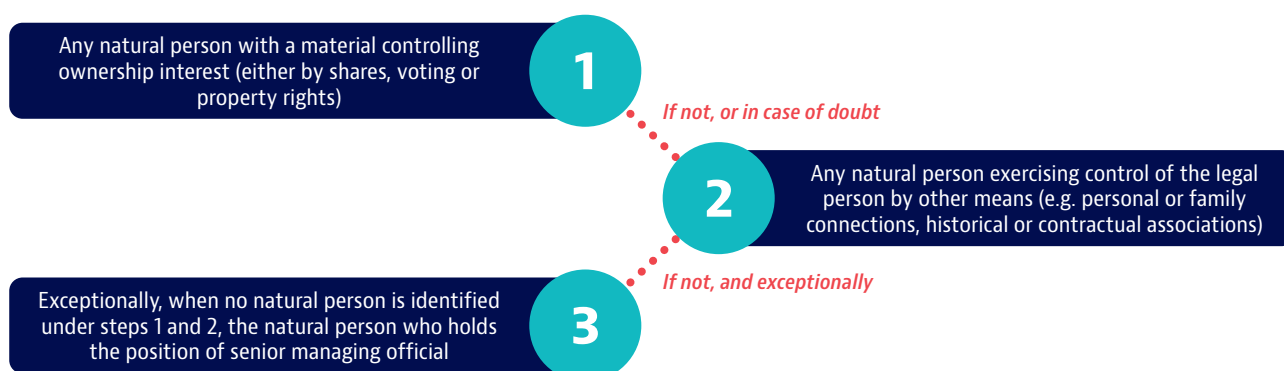 Any natural person with a material controlling
ownership interest (either by shares, voting or
property rights)
1
If not, or in case of doubt
2
Any natural person exercising control of the legal
person by other means (e.g. personal or family
connections, historical or contractual associations)
If not, and exceptionally
Exceptionally, when no natural person is identified
under steps 1 and 2, the natural person who holds
the position of senior managing official
3